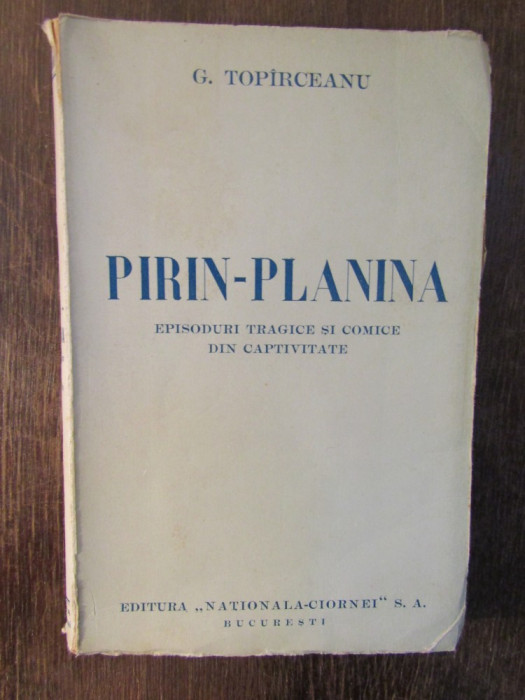 G. TOPÎRCEANU
PIRIN-PLANINA
EPISODURI TRAGICE ȘI COMICE
DIN CAPTIVITATE
EDITURA „NAȚIONALA-CIORNEI" S. A.
BUCUREȘTI